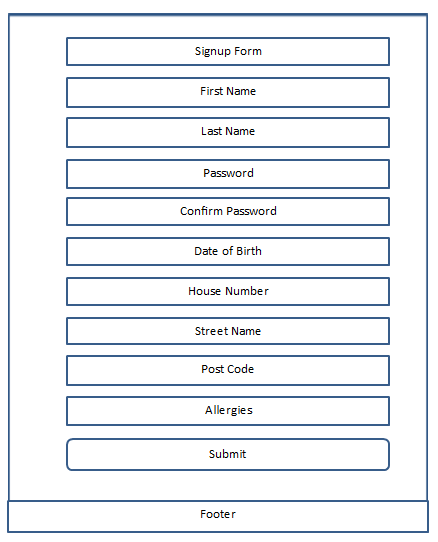 Signup Form
First Name
Last Name
Password
Confirm Password
Date of Birth
House Number
Street Name
Post Code
Allergies
Submit
Footer